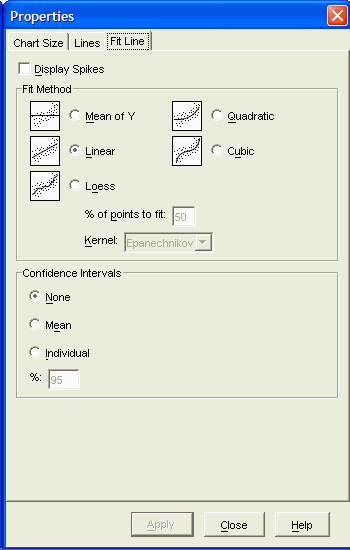 Properties
Chart Size Lines Fit Line
Display Spikes
Fit Method
Mean of Y Quadratic
Linear Cubic
Loess
% of points to fit: 50
Kernel: Epanechnikov
Confidence Intervals
None
Mean
Individual
%: 95
Apply Close Help